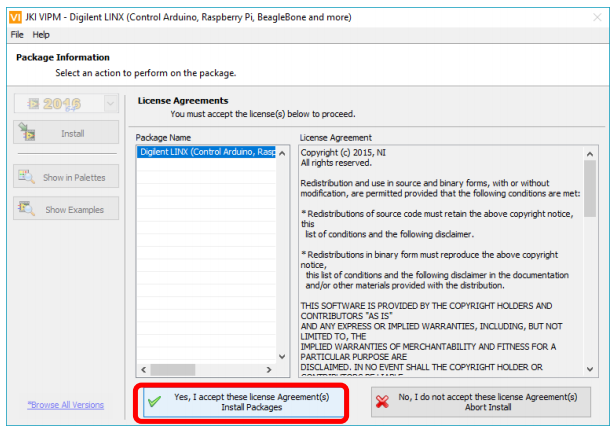 JKI VIPM - Digilent LINX (Control Arduino, Raspberry Pi, BeagleBone and more)
File Help
Package Information
Select an action to perform on the package.
2016
Install
Show in Palettes
Show Examples
*Browse All Versions
License Agreements
You must accept the license(s) below to proceed.
Package Name
Digilent LINX (Control Arduino, Rasp
License Agreement
Copyright (c) 2015, NI
All rights reserved.
Redistribution and use in source and binary forms, with or without
modification, are permitted provided that the following conditions are met:
* Redistributions of source code must retain the above copyright notice,
this
list of conditions and the following disclaimer.
* Redistributions in binary form must reproduce the above copyright
notice,
this list of conditions and the following disclaimer in the documentation
and/or other materials provided with the distribution.
THIS SOFTWARE IS PROVIDED BY THE COPYRIGHT HOLDERS AND
CONTRIBUTORS "AS IS"
AND ANY EXPRESS OR IMPLIED WARRANTIES, INCLUDING, BUT NOT
LIMITED TO, THE
IMPLIED WARRANTIES OF MERCHANTABILITY AND FITNESS FOR A
PARTICULAR PURPOSE ARE
DISCLAIMED. IN NO EVENT SHALL THE COPYRIGHT HOLDER OR
Yes, I accept these license Agreement(s)
Install Packages
No, I do not accept these license Agreement(s)
Abort Install